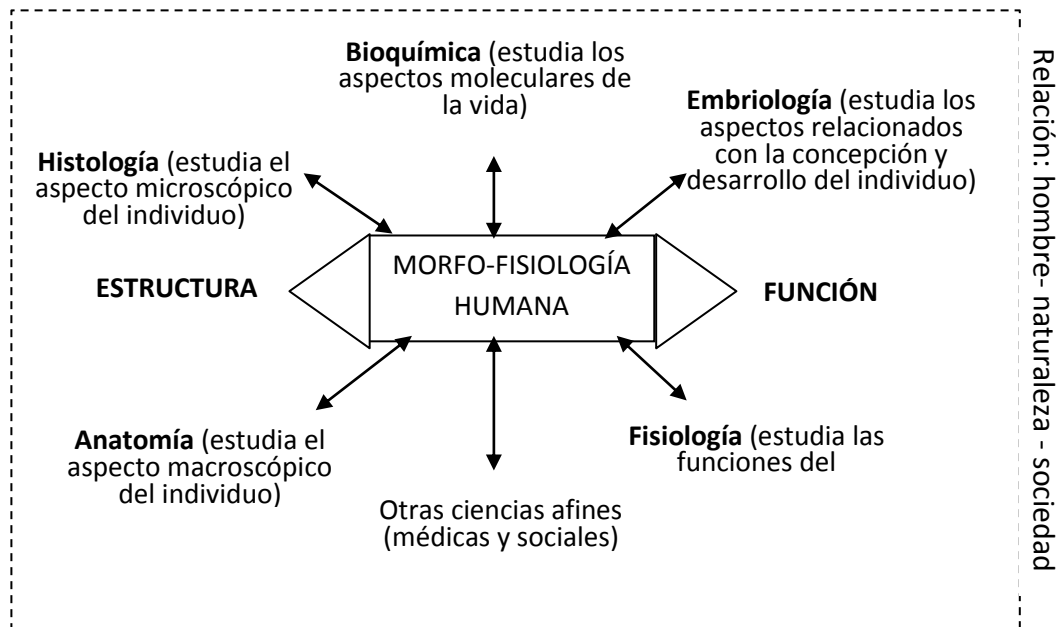 Bioquímica (estudia los
aspectos moleculares de
la vida)
Embriología (estudia los
aspectos relacionados
con la concepción y
desarrollo del individuo)
Histología (estudia el
aspecto microscópico
del individuo)
ESTRUCTURA
MORFO-FISIOLOGÍA
HUMANA
FUNCIÓN
Anatomía (estudia el
aspecto macroscópico
del individuo)
Otras ciencias afines
(médicas y sociales)
Fisiología (estudia las
funciones del
Relación: hombre- naturaleza - sociedad